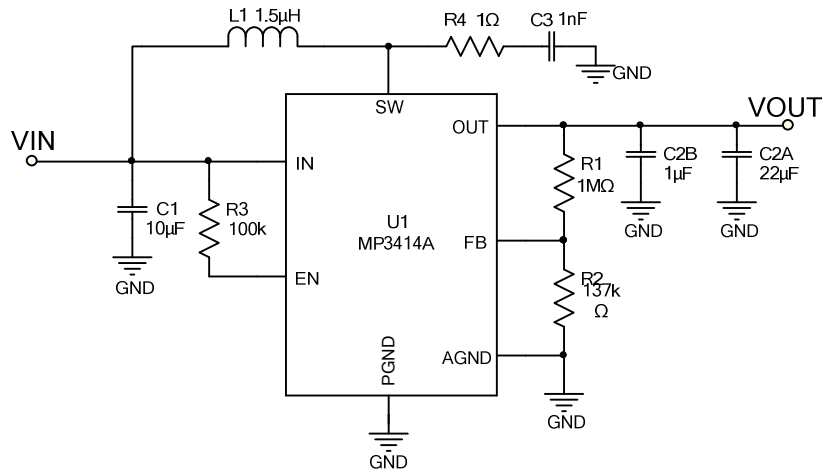 L1 1.5µH
R4 1Ω
C3 1nF
GND
SW
VIN
VOUT
OUT
IN
R1
1MΩ
C2B
1µF
C2A
22µF
C1
10µF
R3
100k
U1
MP3414A
GND
GND
FB
GND
EN
R2
137k
Ω
PGND
AGND
GND
GND